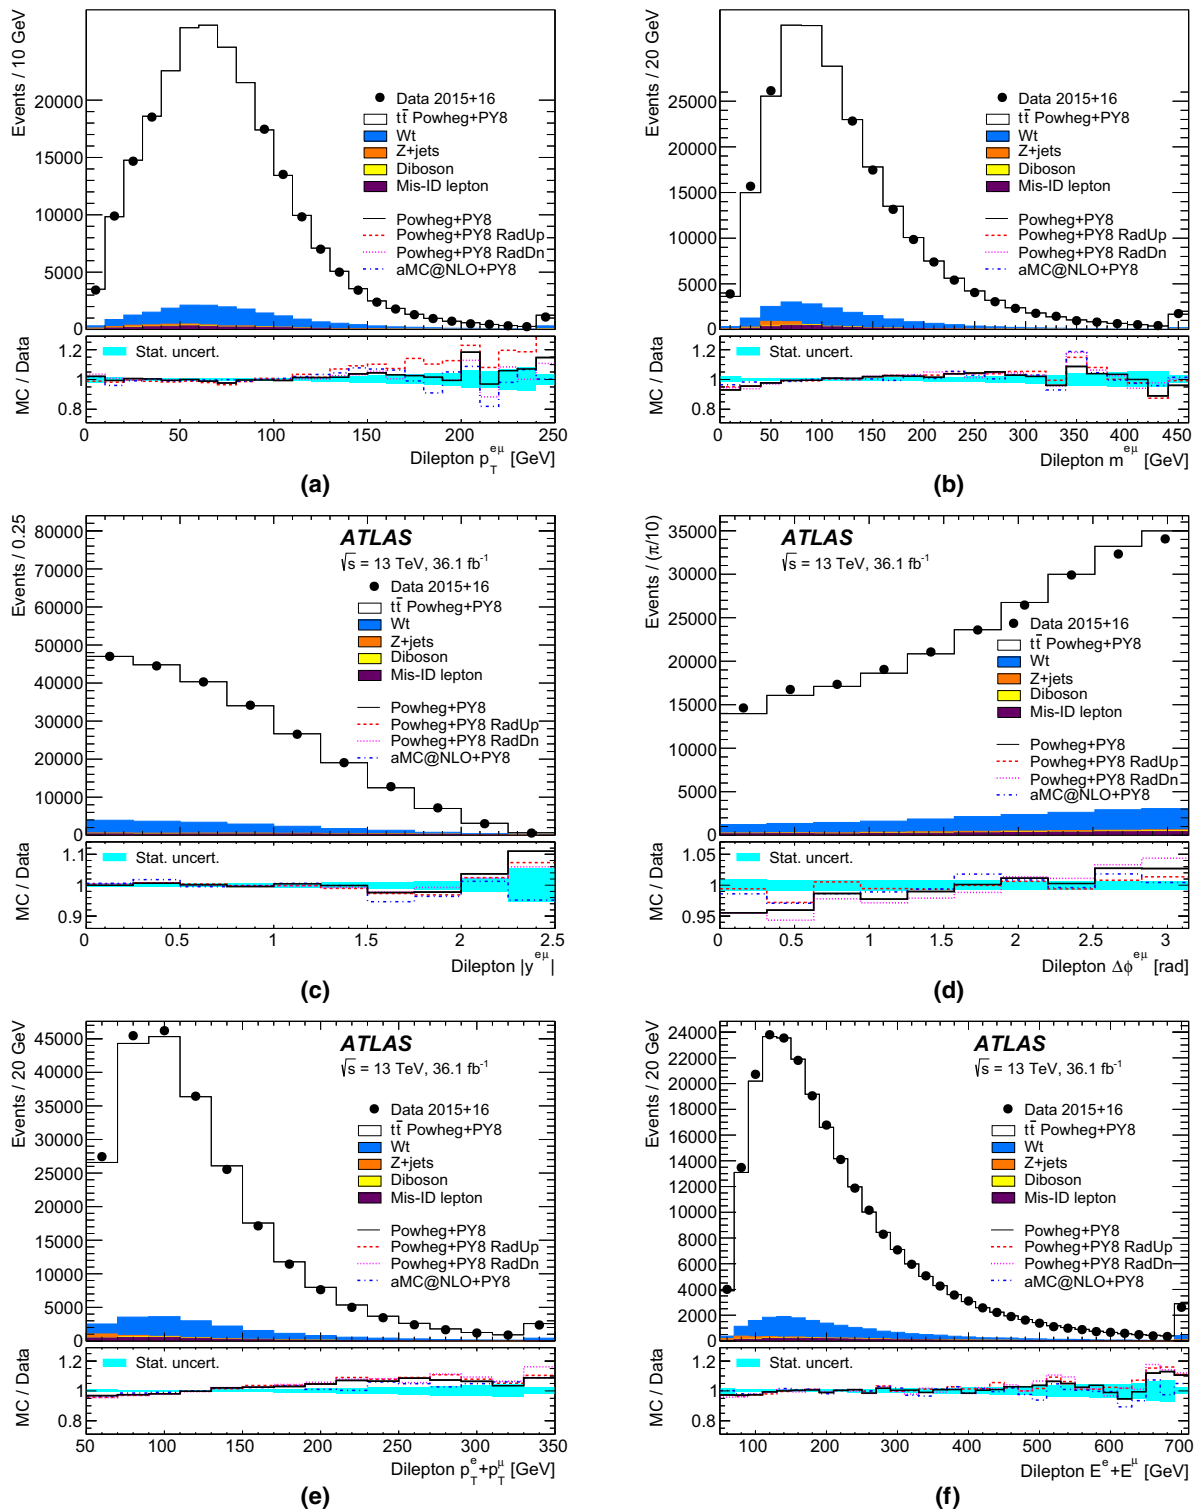 Events / 10 GeV
20000
15000
10000
5000
0
Data 2015+16
tt̄ Powheg+PY8
Wt
Z+jets
Diboson
Mis-ID lepton
Powheg+PY8
Powheg+PY8 RadUp
Powheg+PY8 RadDn
aMC@NLO+PY8
MC / Data
1.2
1
0.8
Stat. uncert.
0 50 100 150 200 250
Dilepton p_T^{eμ} [GeV]
(a)
Events / 20 GeV
25000
20000
15000
10000
5000
0
Data 2015+16
tt̄ Powheg+PY8
Wt
Z+jets
Diboson
Mis-ID lepton
Powheg+PY8
Powheg+PY8 RadUp
Powheg+PY8 RadDn
aMC@NLO+PY8
MC / Data
1.2
1
0.8
Stat. uncert.
0 50 100 150 200 250 300 350 400 450
Dilepton m^{eμ} [GeV]
(b)
Events / 0.25
80000
70000
60000
50000
40000
30000
20000
10000
0
ATLAS
√s = 13 TeV, 36.1 fb⁻¹
Data 2015+16
tt̄ Powheg+PY8
Wt
Z+jets
Diboson
Mis-ID lepton
Powheg+PY8
Powheg+PY8 RadUp
Powheg+PY8 RadDn
aMC@NLO+PY8
MC / Data
1.1
1
0.9
Stat. uncert.
0 0.5 1 1.5 2 2.5
Dilepton |y^{eμ}|
(c)
Events / (π/10)
35000
30000
25000
20000
15000
10000
5000
0
ATLAS
√s = 13 TeV, 36.1 fb⁻¹
Data 2015+16
tt̄ Powheg+PY8
Wt
Z+jets
Diboson
Mis-ID lepton
Powheg+PY8
Powheg+PY8 RadUp
Powheg+PY8 RadDn
aMC@NLO+PY8
MC / Data
1.05
1
0.95
Stat. uncert.
0 0.5 1 1.5 2 2.5 3
Dilepton Δϕ^{eμ} [rad]
(d)
Events / 20 GeV
45000
40000
35000
30000
25000
20000
15000
10000
5000
0
ATLAS
√s = 13 TeV, 36.1 fb⁻¹
Data 2015+16
tt̄ Powheg+PY8
Wt
Z+jets
Diboson
Mis-ID lepton
Powheg+PY8
Powheg+PY8 RadUp
Powheg+PY8 RadDn
aMC@NLO+PY8
MC / Data
1.2
1
0.8
Stat. uncert.
50 100 150 200 250 300 350
Dilepton p_T^e+p_T^μ [GeV]
(e)
Events / 20 GeV
24000
22000
20000
18000
16000
14000
12000
10000
8000
6000
4000
2000
0
ATLAS
√s = 13 TeV, 36.1 fb⁻¹
Data 2015+16
tt̄ Powheg+PY8
Wt
Z+jets
Diboson
Mis-ID lepton
Powheg+PY8
Powheg+PY8 RadUp
Powheg+PY8 RadDn
aMC@NLO+PY8
MC / Data
1.2
1
0.8
Stat. uncert.
100 200 300 400 500 600 700
Dilepton E^e+E^μ [GeV]
(f)